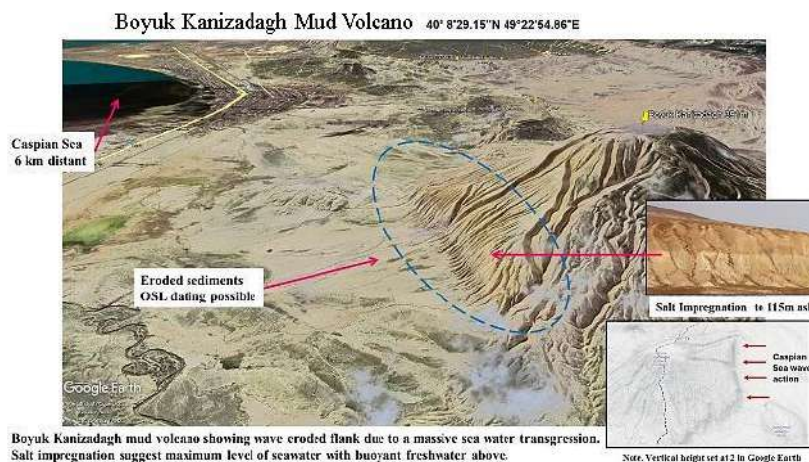 Boyuk Kanizadagh Mud Volcano 40° 8'29.15"N 49°22'54.86"E
Caspian Sea
6 km distant
Boyuk Kanizadagh
Eroded sediments
OSL dating possible
Salt Impregnation to 115m asl
Caspian
Sea wave
action
Google Earth
Boyuk Kanizadagh mud volcano showing wave eroded flank due to a massive sea water transgression.
Salt impregnation suggest maximum level of seawater with buoyant freshwater above.
Note. Vertical height set at 2 in Google Earth